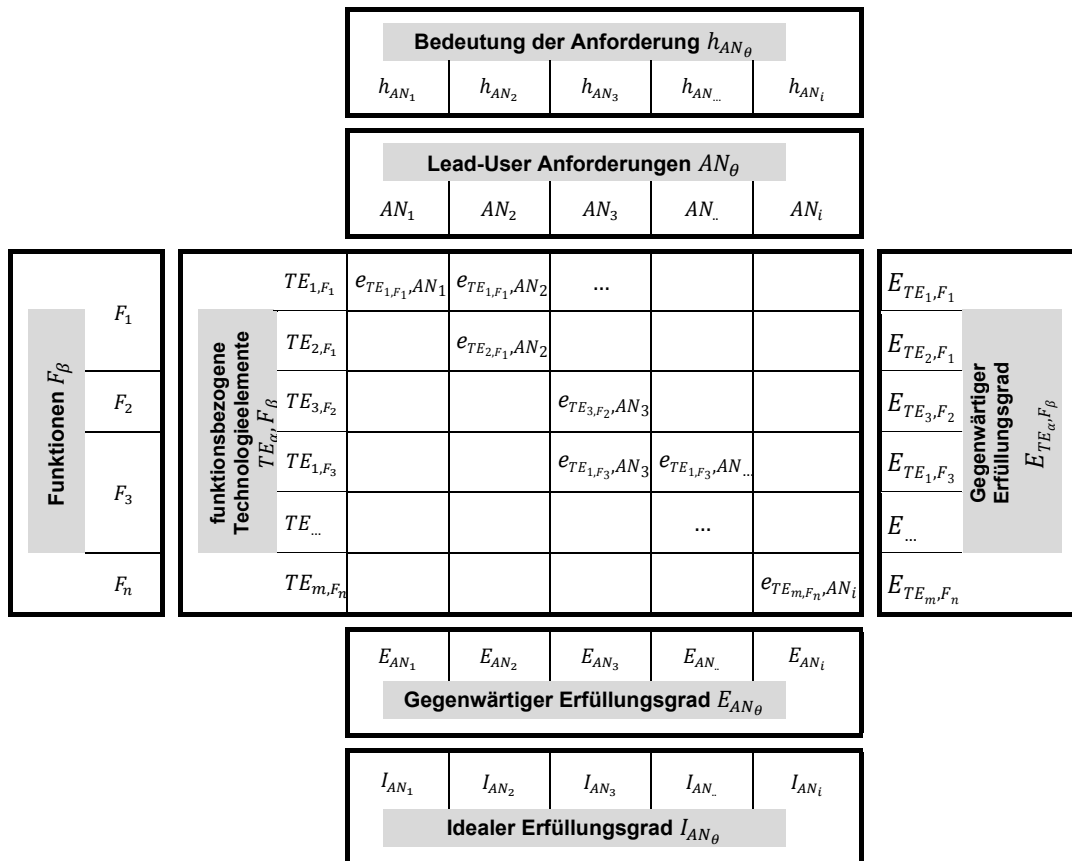 Bedeutung der Anforderung h_{AN_θ}
h_{AN_1} h_{AN_2} h_{AN_3} h_{AN_{...}} h_{AN_i}
Lead-User Anforderungen AN_θ
AN_1 AN_2 AN_3 AN_{..} AN_i
Funktionen F_β
F_1
F_2
F_3
F_n
funktionsbezogene
Technologieelemente
TE_α, F_β
TE_{1,F_1} e_{TE_{1,F_1},AN_1} e_{TE_{1,F_1},AN_2} ... E_{TE_1,F_1}
TE_{2,F_1} e_{TE_{2,F_1},AN_2} E_{TE_2,F_1}
TE_{3,F_2} e_{TE_{3,F_2},AN_3} E_{TE_3,F_2}
TE_{1,F_3} e_{TE_{1,F_3},AN_3} e_{TE_{1,F_3},AN_{...}} E_{TE_1,F_3}
TE_{...} ... E_{...}
TE_{m,F_n} e_{TE_{m,F_n},AN_i} E_{TE_m,F_n}
Gegenwärtiger
Erfüllungsgrad
E_{TE_α,F_β}
E_{AN_1} E_{AN_2} E_{AN_3} E_{AN_{..}} E_{AN_i}
Gegenwärtiger Erfüllungsgrad E_{AN_θ}
I_{AN_1} I_{AN_2} I_{AN_3} I_{AN_{..}} I_{AN_i}
Idealer Erfüllungsgrad I_{AN_θ}